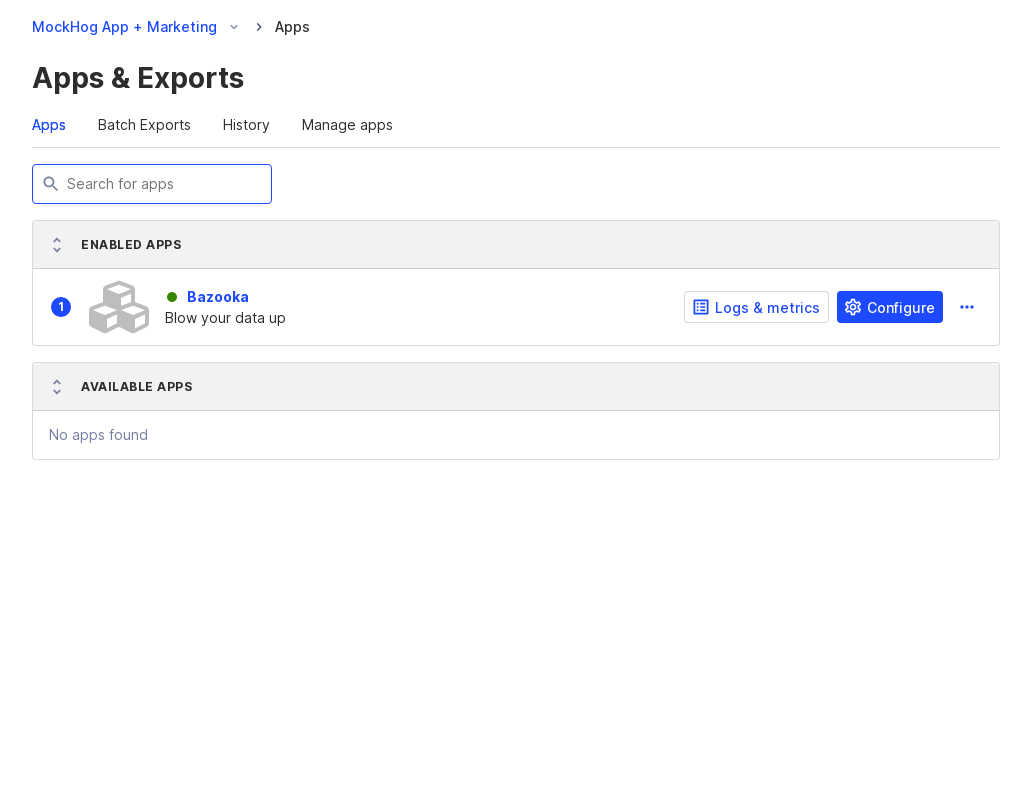 MockHog App + Marketing Apps
Apps & Exports
Apps Batch Exports History Manage apps
Search for apps
ENABLED APPS
1 Bazooka
Blow your data up
Logs & metrics Configure
AVAILABLE APPS
No apps found